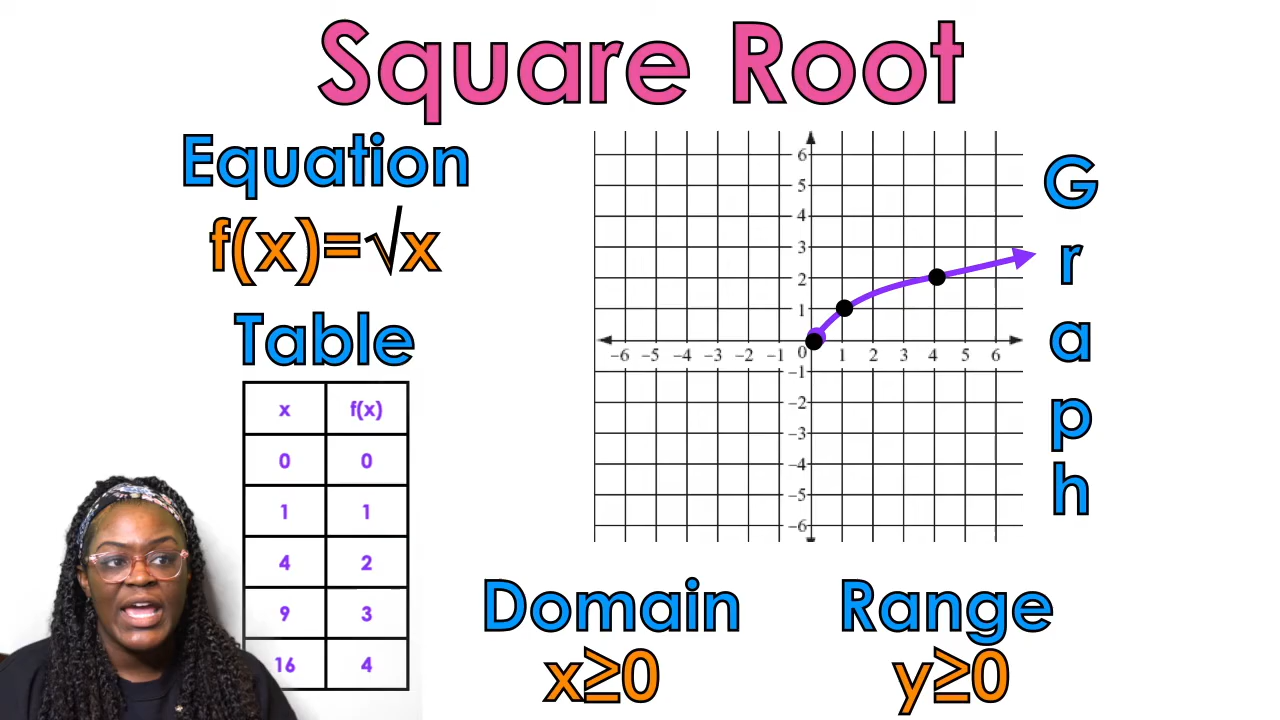 Square Root
Equation
f(x)=√x
Table
x f(x)
0 0
1 1
4 2
9 3
16 4
6
5
4
3
2
1
-6 -5 -4 -3 -2 -1 0 1 2 3 4 5 6
-1
-2
-3
-4
-5
-6
G
r
a
p
h
Domain
x≥0
Range
y≥0